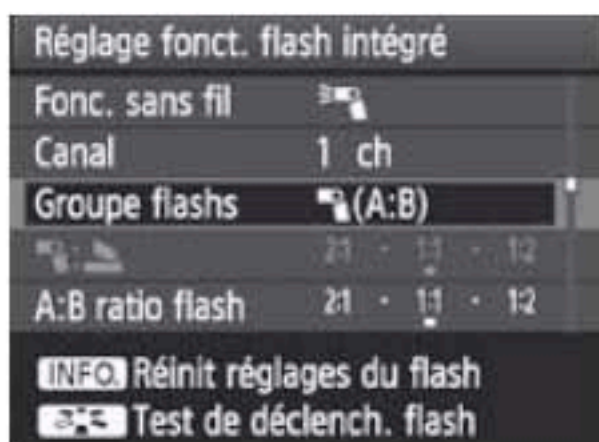 Réglage fonct. flash intégré
Fonc. sans fil
Canal 1 ch
Groupe flashs (A:B)
2:1 · 1:1 · 1:2
A:B ratio flash 2:1 · 1:1 · 1:2
INFO. Réinit réglages du flash
Test de déclench. flash